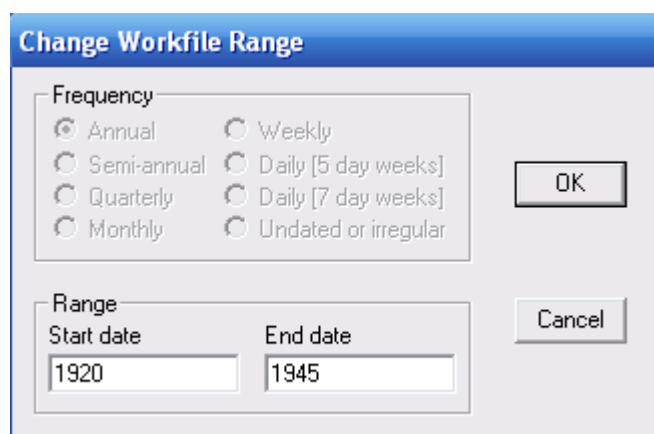 Change Workfile Range
Frequency
Annual
Weekly
Semi-annual
Daily [5 day weeks]
Quarterly
Daily [7 day weeks]
Monthly
Undated or irregular
OK
Range
Start date
End date
1920
1945
Cancel